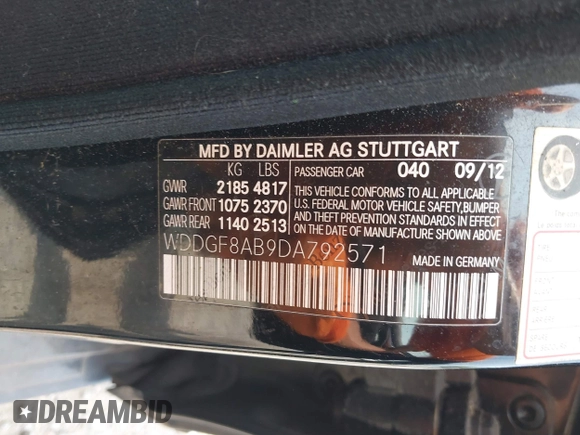 MFD BY DAIMLER AG STUTTGART
KG LBS PASSENGER CAR 040 09/12
GVWR 2185 4817
GAWR FRONT 1075 2370
GAWR REAR 1140 2513
THIS VEHICLE CONFORMS TO ALL APPLICABLE
U.S. FEDERAL MOTOR VEHICLE SAFETY, BUMPER,
AND THEFT PREVENTION STANDARDS IN EFFECT
ON THE DATE OF MANUFACTURE SHOWN ABOVE.
WDDGF8AB9DA792571 MADE IN GERMANY
DREAMBID